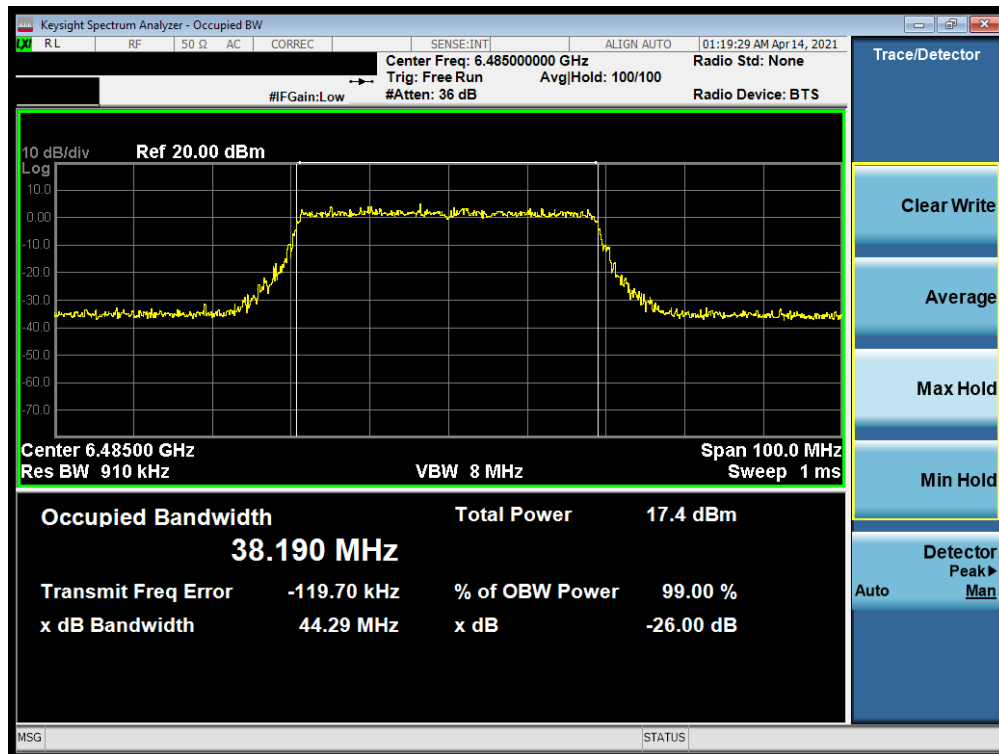 Keysight Spectrum Analyzer - Occupied BW
LXI RL RF 50 Ω AC CORREC SENSE:INT ALIGN AUTO 01:19:29 AM Apr 14, 2021
Center Freq: 6.485000000 GHz Radio Std: None
Trig: Free Run Avg|Hold: 100/100
#IFGain:Low #Atten: 36 dB Radio Device: BTS
Trace/Detector
10 dB/div Ref 20.00 dBm
Log
10.0
0.00
-10.0
-20.0
-30.0
-40.0
-50.0
-60.0
-70.0
Center 6.48500 GHz Span 100.0 MHz
Res BW 910 kHz VBW 8 MHz Sweep 1 ms
Occupied Bandwidth Total Power 17.4 dBm
38.190 MHz
Transmit Freq Error -119.70 kHz % of OBW Power 99.00 %
x dB Bandwidth 44.29 MHz x dB -26.00 dB
Clear Write
Average
Max Hold
Min Hold
Detector
Peak▶
Auto Man
MSG STATUS